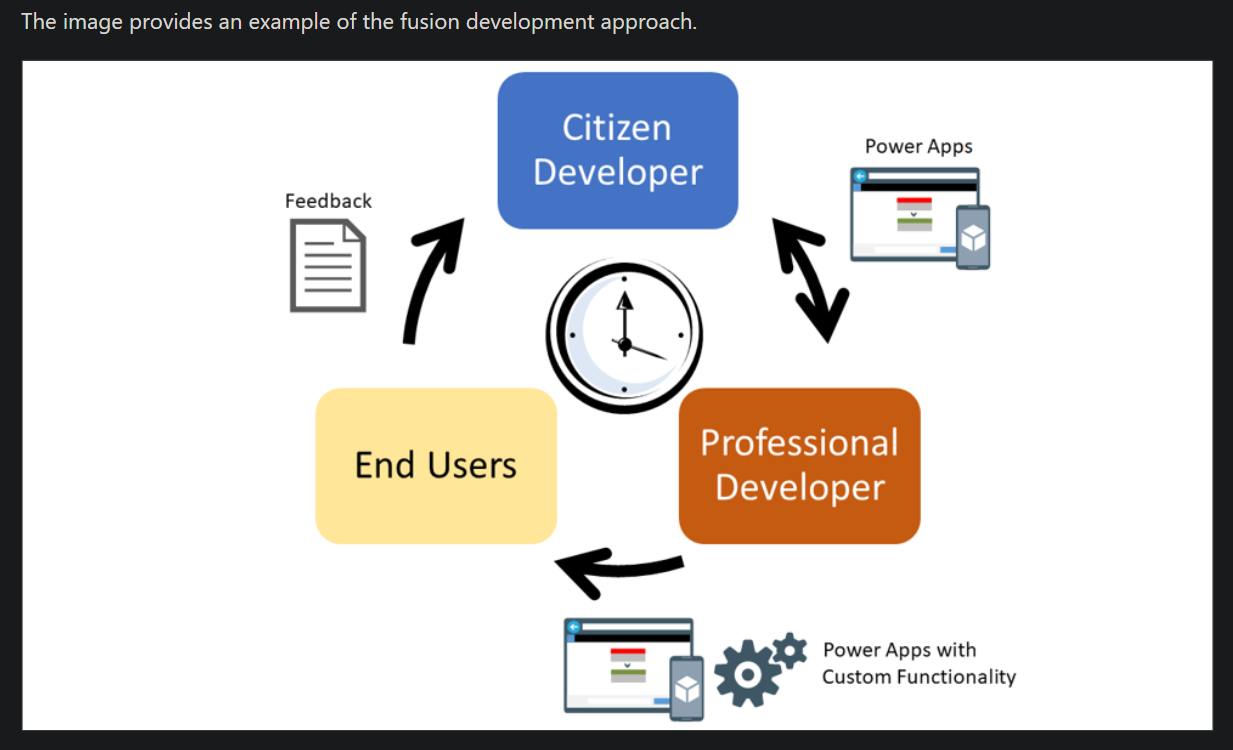 The image provides an example of the fusion development approach.
Citizen
Developer
Power Apps
Feedback
End Users
Professional
Developer
Power Apps with
Custom Functionality